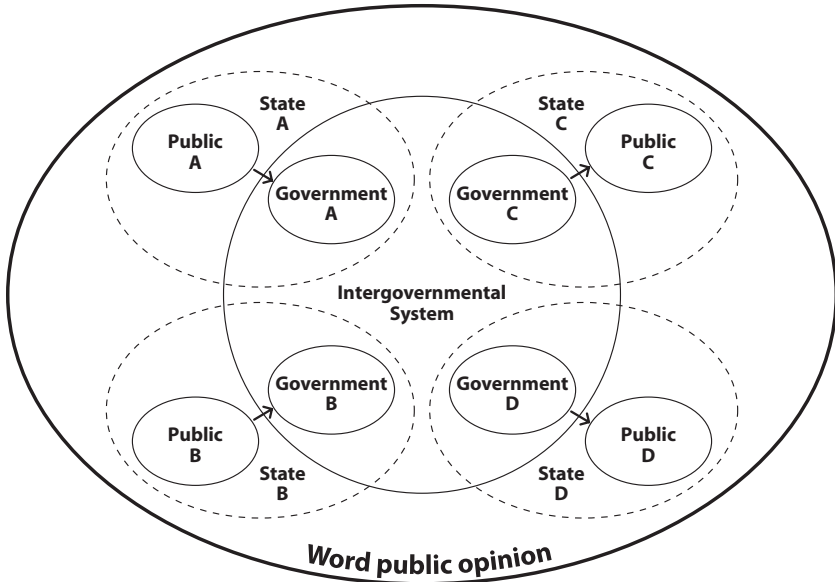 State
A
Public
A
Government
A
State
C
Public
C
Government
C
Intergovernmental
System
Government
B
Public
B
State
B
Government
D
Public
D
State
D
Word public opinion